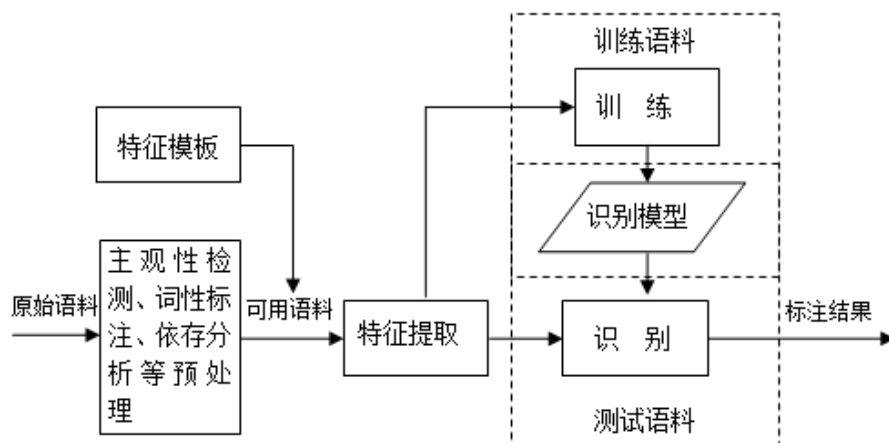 训练语料
训 练
特征模板
识别模型
原始语料
主观性检
测、词性标
注、依存分
析等预处
理
可用语料
特征提取
识 别
标注结果
测试语料